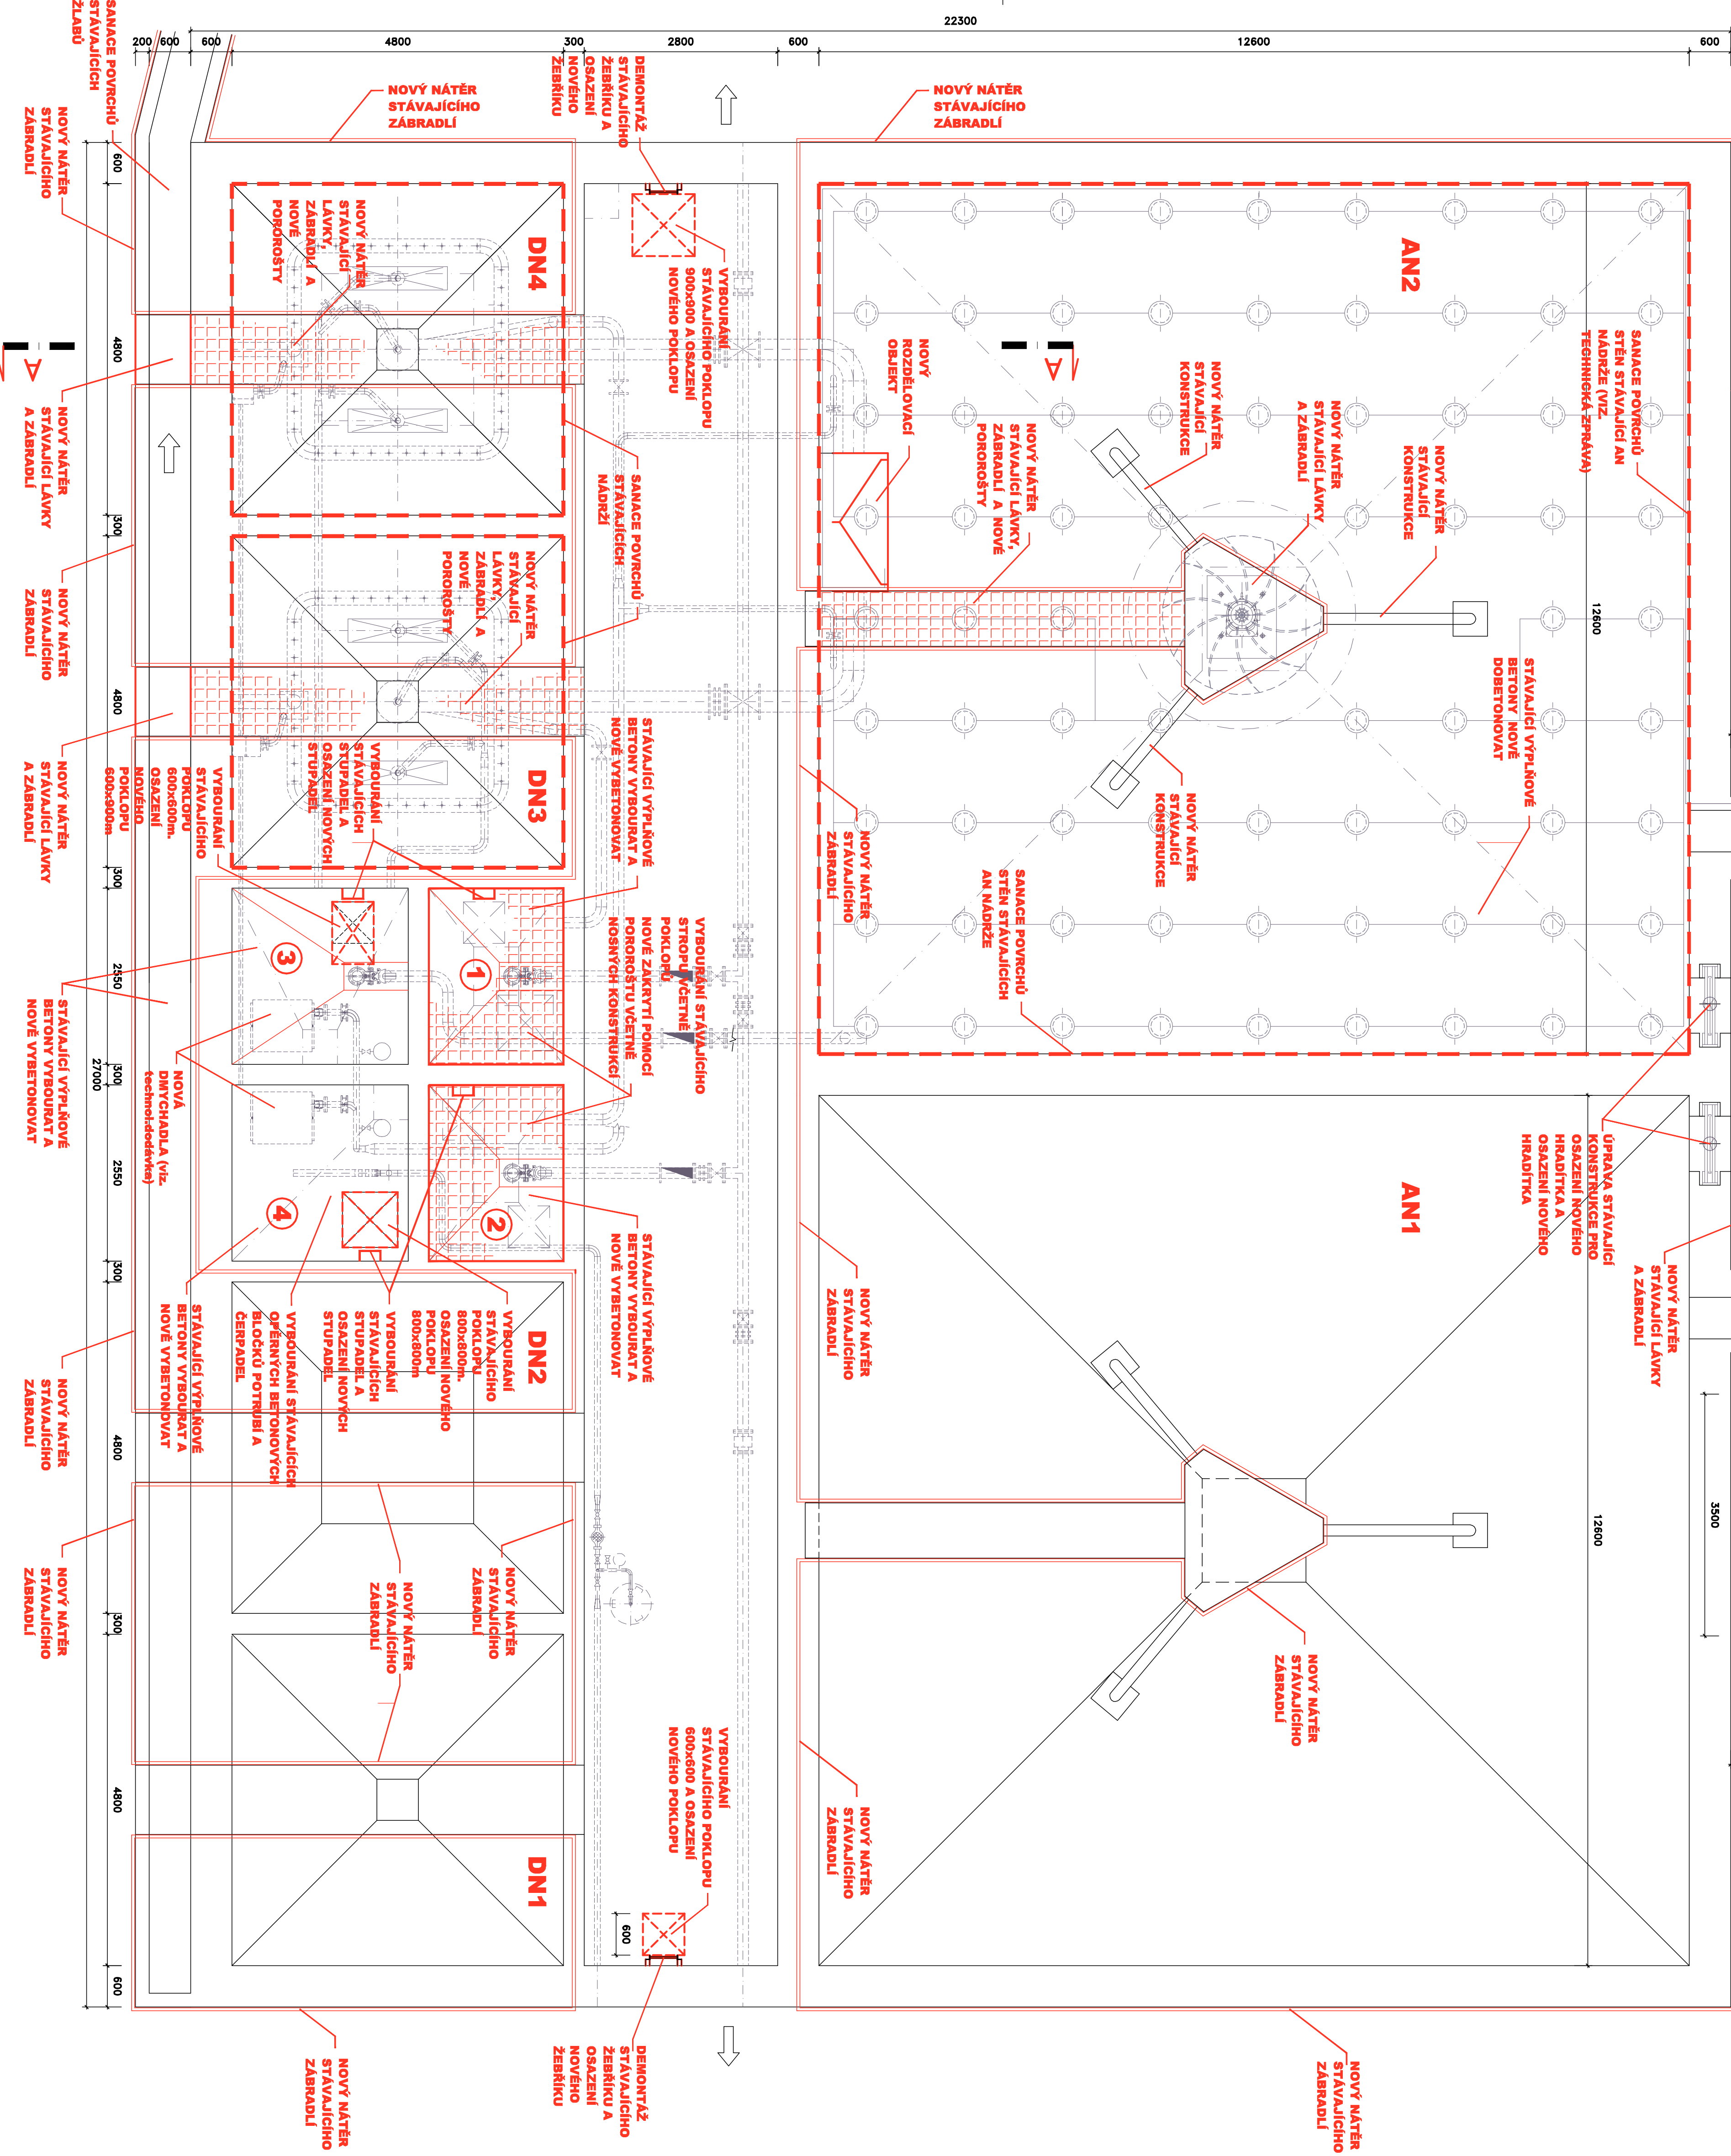 22300
200
600
600
4800
300
2800
600
12600
600
SANACE POVRCHŮ
STÁVAJÍCÍCH
ŽLABŮ
NOVÝ NÁTĚR
STÁVAJÍCÍHO
ZÁBRADLÍ
NOVÝ NÁTĚR
STÁVAJÍCÍHO
ZÁBRADLÍ
DEMONTÁŽ
STÁVAJÍCÍHO
ŽEBŘÍKU A
OSAZENÍ
NOVÉHO
ŽEBŘÍKU
NOVÝ NÁTĚR
STÁVAJÍCÍHO
ZÁBRADLÍ
DN4
NOVÝ NÁTĚR
STÁVAJÍCÍ
LÁVKY,
ZÁBRADLÍ A
NOVÉ
POROROŠTY
VYBOURÁNÍ
STÁVAJÍCÍHO POKLOPU
900x900 A OSAZENÍ
NOVÉHO POKLOPU
AN2
SANACE POVRCHŮ
STĚN STÁVAJÍCÍ AN
NÁDRŽE (VIZ.
TECHNICKÁ ZPRÁVA)
NOVÝ
ROZDĚLOVACÍ
OBJEKT
A
A
NOVÝ NÁTĚR
STÁVAJÍCÍ
KONSTRUKCE
NOVÝ NÁTĚR
STÁVAJÍCÍ LÁVKY
A ZÁBRADLÍ
NOVÝ NÁTĚR
STÁVAJÍCÍ
KONSTRUKCE
NOVÝ NÁTĚR
STÁVAJÍCÍ LÁVKY,
ZÁBRADLÍ A NOVÉ
POROROŠTY
NOVÝ NÁTĚR
STÁVAJÍCÍ LÁVKY
A ZÁBRADLÍ
SANACE POVRCHŮ
STÁVAJÍCÍCH
NÁDRŽÍ
12600
STÁVAJÍCÍ VÝPLŇOVÉ
BETONY NOVĚ
DOBETONOVAT
NOVÝ NÁTĚR
STÁVAJÍCÍHO
ZÁBRADLÍ
NOVÝ NÁTĚR
STÁVAJÍCÍ
LÁVKY,
ZÁBRADLÍ A
NOVÉ
POROROŠTY
DN3
STÁVAJÍCÍ VÝPLŇOVÉ
BETONY VYBOURAT A
NOVĚ VYBETONOVAT
VYBOURÁNÍ
STÁVAJÍCÍCH
STUPADEL A
OSAZENÍ NOVÝCH
STUPADEL
VYBOURÁNÍ
STÁVAJÍCÍHO
POKLOPU
600x600m.
OSAZENÍ
NOVÉHO
POKLOPU
600x900m
NOVÝ NÁTĚR
STÁVAJÍCÍ LÁVKY
A ZÁBRADLÍ
NOVÝ NÁTĚR
STÁVAJÍCÍ
KONSTRUKCE
NOVÝ NÁTĚR
STÁVAJÍCÍHO
ZÁBRADLÍ
SANACE POVRCHŮ
STĚN STÁVAJÍCÍCH
AN NÁDRŽE
VYBOURÁNÍ STÁVAJÍCÍHO
STROPU VČETNĚ
POKLOPŮ
NOVÉ ZAKRYTÍ POMOCÍ
POROROŠTU VČETNĚ
NOSNÝCH KONSTRUKCÍ
1
3
2
4
STÁVAJÍCÍ VÝPLŇOVÉ
BETONY VYBOURAT A
NOVĚ VYBETONOVAT
NOVÁ
DMYCHADLA (viz.
technol.dodávka)
ÚPRAVA STÁVAJÍCÍ
KONSTRUKCE PRO
OSAZENÍ NOVÉHO
HRADÍTKA A
OSAZENÍ NOVÉHO
HRADÍTKA
AN1
NOVÝ NÁTĚR
STÁVAJÍCÍ LÁVKY
A ZÁBRADLÍ
STÁVAJÍCÍ VÝPLŇOVÉ
BETONY VYBOURAT A
NOVĚ VYBETONOVAT
NOVÝ NÁTĚR
STÁVAJÍCÍHO
ZÁBRADLÍ
DN2
VYBOURÁNÍ
STÁVAJÍCÍHO
POKLOPU
800x800m.
OSAZENÍ NOVÉHO
POKLOPU
800x800m
VYBOURÁNÍ
STÁVAJÍCÍCH
STUPADEL A
OSAZENÍ NOVÝCH
STUPADEL
VYBOURÁNÍ STÁVAJÍCÍCH
OPĚRNÝCH BETONOVÝCH
BLOČKŮ POTRUBÍ A
ČERPADEL
STÁVAJÍCÍ VÝPLŇOVÉ
BETONY VYBOURAT A
NOVĚ VYBETONOVAT
NOVÝ NÁTĚR
STÁVAJÍCÍHO
ZÁBRADLÍ
3500
12600
NOVÝ NÁTĚR
STÁVAJÍCÍHO
ZÁBRADLÍ
NOVÝ NÁTĚR
STÁVAJÍCÍHO
ZÁBRADLÍ
NOVÝ NÁTĚR
STÁVAJÍCÍHO
ZÁBRADLÍ
NOVÝ NÁTĚR
STÁVAJÍCÍHO
ZÁBRADLÍ
VYBOURÁNÍ
STÁVAJÍCÍHO POKLOPU
600x600 A OSAZENÍ
NOVÉHO POKLOPU
NOVÝ NÁTĚR
STÁVAJÍCÍHO
ZÁBRADLÍ
DN1
600
DEMONTÁŽ
STÁVAJÍCÍHO
ŽEBŘÍKU A
OSAZENÍ
NOVÉHO
ŽEBŘÍKU
NOVÝ NÁTĚR
STÁVAJÍCÍHO
ZÁBRADLÍ
NOVÝ NÁTĚR
STÁVAJÍCÍHO
ZÁBRADLÍ
600
4800
300
4800
300
2550
300
2550
300
4800
300
4800
600
27000